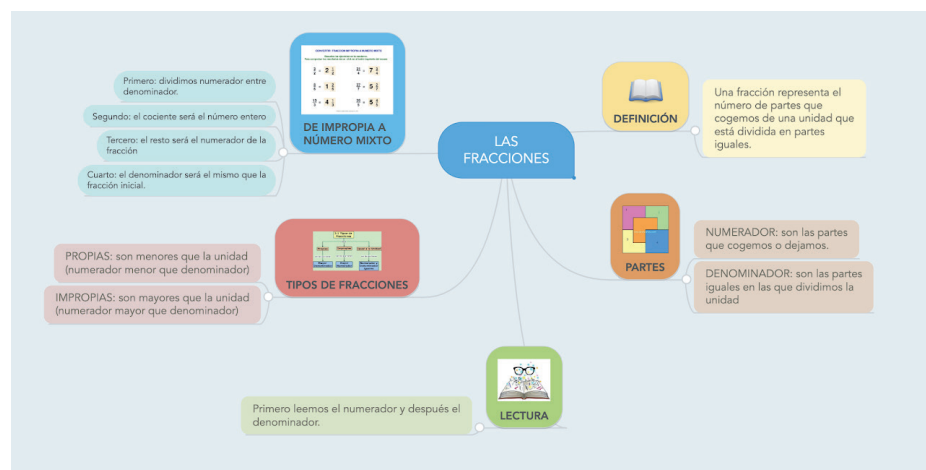 LAS
FRACCIONES
DEFINICIÓN
Una fracción representa el
número de partes que
cogemos de una unidad que
está dividida en partes
iguales.
PARTES
NUMERADOR: son las partes
que cogemos o dejamos.
DENOMINADOR: son las partes
iguales en las que dividimos la
unidad
LECTURA
Primero leemos el numerador y después el
denominador.
TIPOS DE FRACCIONES
PROPIAS: son menores que la unidad
(numerador menor que denominador)
IMPROPIAS: son mayores que la unidad
(numerador mayor que denominador)
DE IMPROPIA A
NÚMERO MIXTO
Primero: dividimos numerador entre
denominador.
Segundo: el cociente será el número entero
Tercero: el resto será el numerador de la
fracción
Cuarto: el denominador será el mismo que la
fracción inicial.